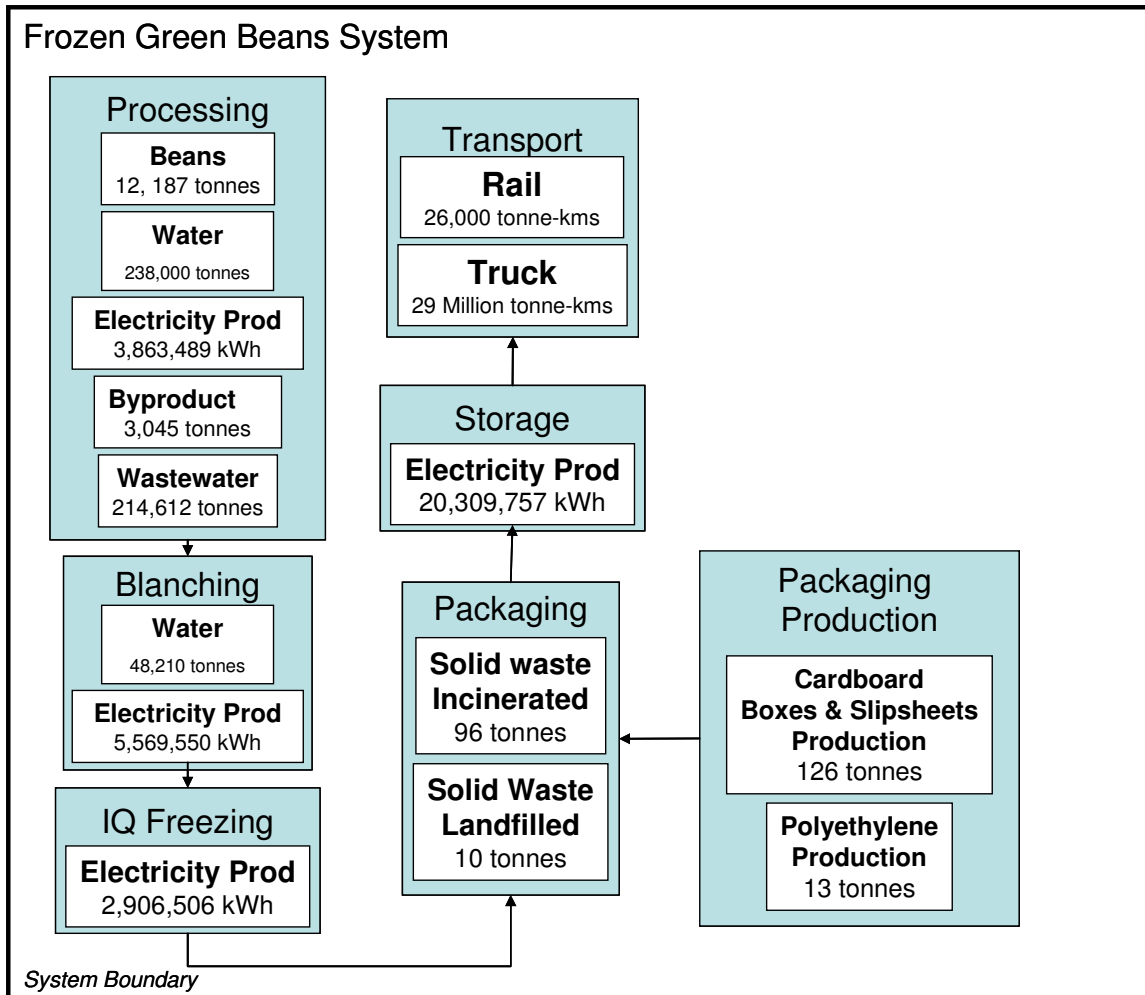 Frozen Green Beans System
Processing
Beans
12, 187 tonnes
Water
238,000 tonnes
Electricity Prod
3,863,489 kWh
Byproduct
3,045 tonnes
Wastewater
214,612 tonnes
Blanching
Water
48,210 tonnes
Electricity Prod
5,569,550 kWh
IQ Freezing
Electricity Prod
2,906,506 kWh
Transport
Rail
26,000 tonne-kms
Truck
29 Million tonne-kms
Storage
Electricity Prod
20,309,757 kWh
Packaging
Solid waste
Incinerated
96 tonnes
Solid Waste
Landfilled
10 tonnes
Packaging
Production
Cardboard
Boxes & Slipsheets
Production
126 tonnes
Polyethylene
Production
13 tonnes
System Boundary